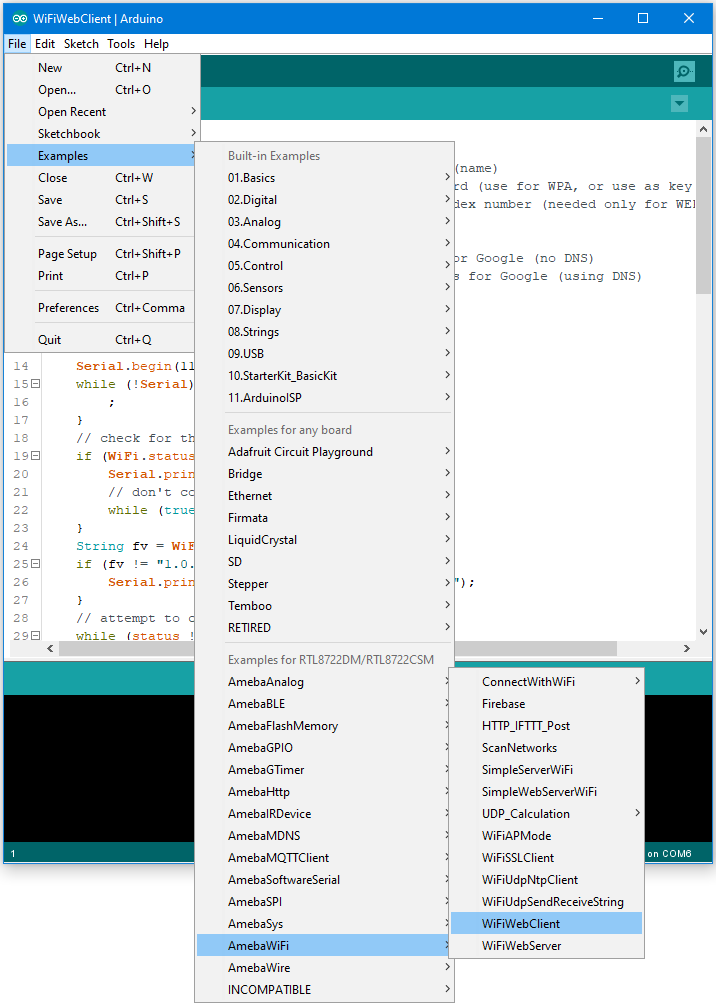 WiFiWebClient | Arduino
File Edit Sketch Tools Help
New Ctrl+N
Open... Ctrl+O
Open Recent
Sketchbook
Examples
Close Ctrl+W
Save Ctrl+S
Save As... Ctrl+Shift+S
Page Setup Ctrl+Shift+P
Print Ctrl+P
Preferences Ctrl+Comma
Quit Ctrl+Q
Built-in Examples
01.Basics
02.Digital
03.Analog
04.Communication
05.Control
06.Sensors
07.Display
08.Strings
09.USB
10.StarterKit_BasicKit
11.ArduinoISP
Examples for any board
Adafruit Circuit Playground
Bridge
Ethernet
Firmata
LiquidCrystal
SD
Stepper
Temboo
RETIRED
Examples for RTL8722DM/RTL8722CSM
AmebaAnalog
AmebaBLE
AmebaFlashMemory
AmebaGPIO
AmebaGTimer
AmebaHttp
AmebaIRDevice
AmebaMDNS
AmebaMQTTClient
AmebaSoftwareSerial
AmebaSPI
AmebaSys
AmebaWiFi
AmebaWire
INCOMPATIBLE
ConnectWithWiFi
Firebase
HTTP_IFTTT_Post
ScanNetworks
SimpleServerWiFi
SimpleWebServerWiFi
UDP_Calculation
WiFiAPMode
WiFiSSLClient
WiFiUdpNtpClient
WiFiUdpSendReceiveString
WiFiWebClient
WiFiWebServer
(name)
rd (use for WPA, or use as key
dex number (needed only for WEP
or Google (no DNS)
s for Google (using DNS)
14 Serial.begin(11
15 while (!Serial)
16 ;
17 }
18 // check for th
19 if (WiFi.status
20 Serial.prin
21 // don't co
22 while (true
23 }
24 String fv = WiF
25 if (fv != "1.0.
26 Serial.prin ");
27 }
28 // attempt to c
29 while (status !
1 on COM6